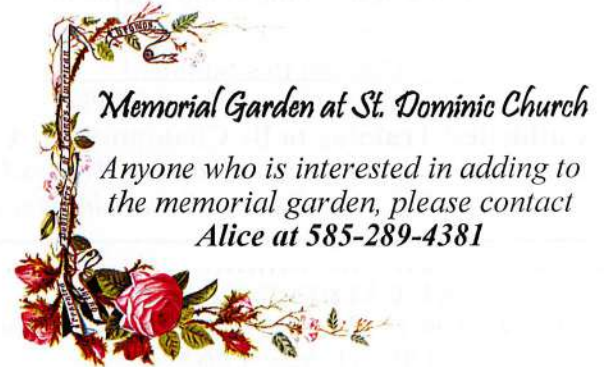 Memorial Garden at St. Dominic Church
Anyone who is interested in adding to
the memorial garden, please contact
Alice at 585-289-4381